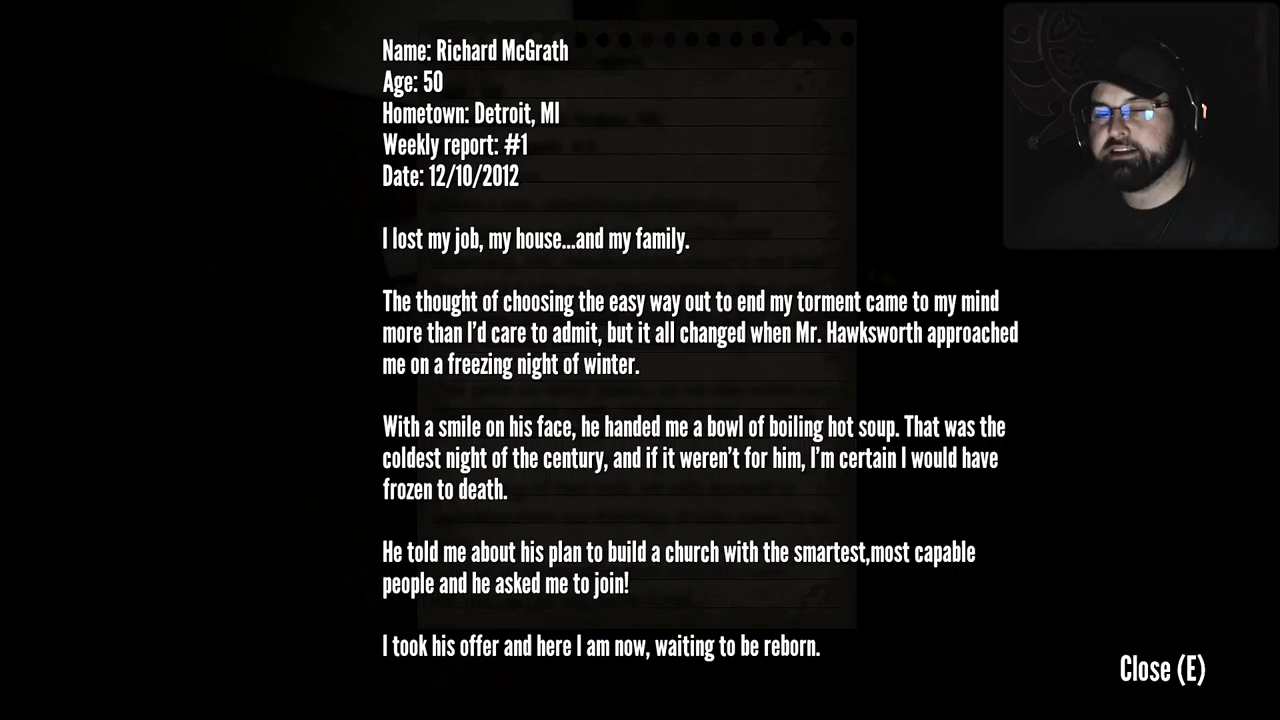 Name: Richard McGrath
Age: 50
Hometown: Detroit, MI
Weekly report: #1
Date: 12/10/2012
I lost my job, my house...and my family.
The thought of choosing the easy way out to end my torment came to my mind
more than I'd care to admit, but it all changed when Mr. Hawksworth approached
me on a freezing night of winter.
With a smile on his face, he handed me a bowl of boiling hot soup. That was the
coldest night of the century, and if it weren't for him, I'm certain I would have
frozen to death.
He told me about his plan to build a church with the smartest,most capable
people and he asked me to join!
I took his offer and here I am now, waiting to be reborn.
Close (E)